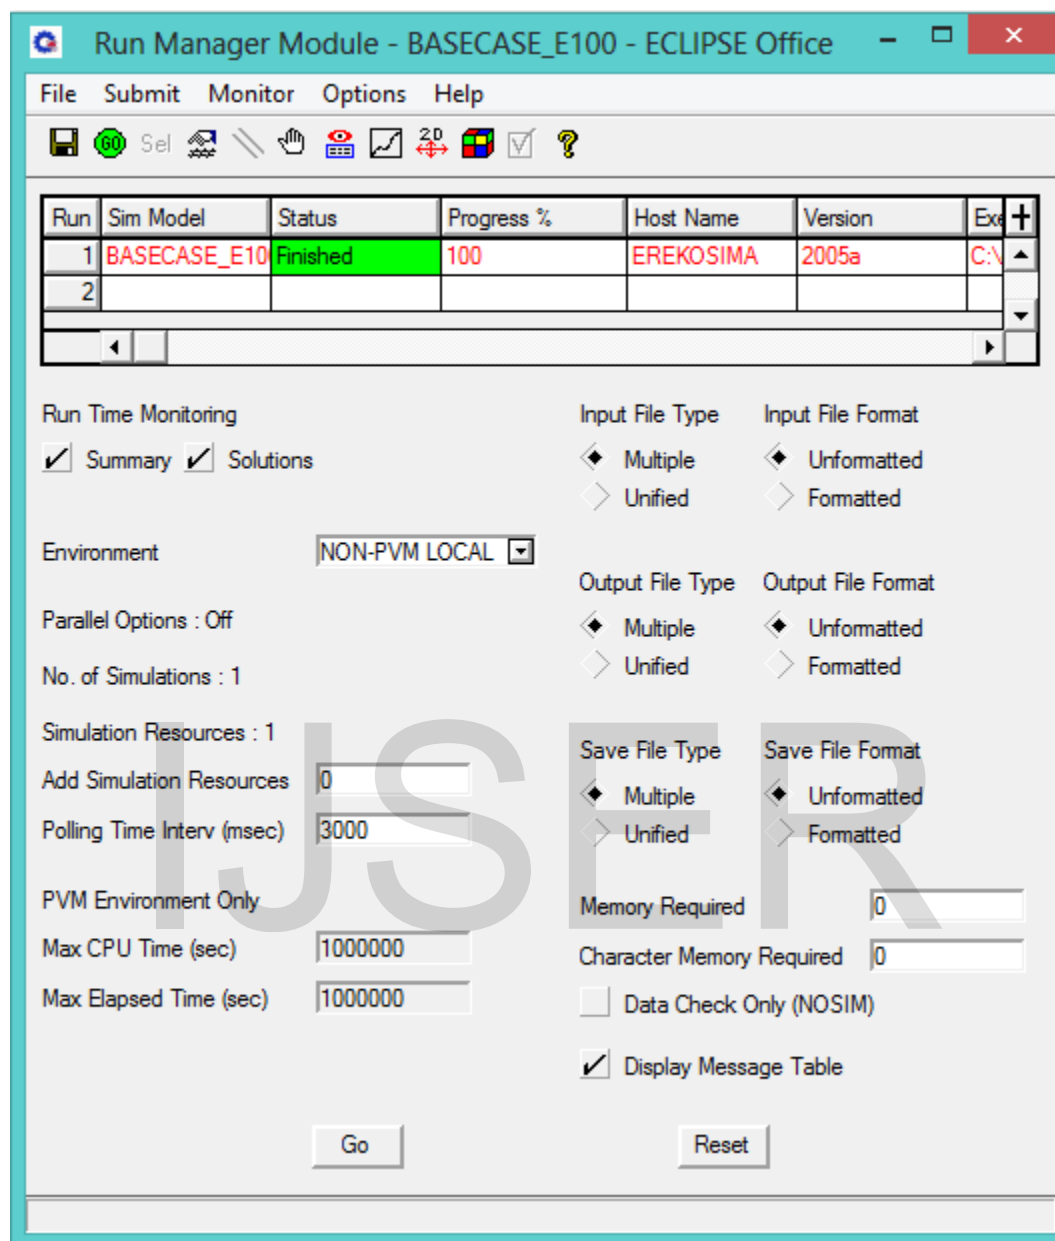 Run Manager Module - BASECASE_E100 - ECLIPSE Office
File Submit Monitor Options Help
GO Sel 2D ?
Run Sim Model Status Progress % Host Name Version Exe
1 BASECASE_E10 Finished 100 EREKOSIMA 2005a C:\
2
Run Time Monitoring Input File Type Input File Format
Summary Solutions Multiple Unformatted
Unified Formatted
Environment NON-PVM LOCAL
Output File Type Output File Format
Parallel Options : Off Multiple Unformatted
No. of Simulations : 1 Unified Formatted
Simulation Resources : 1
Save File Type Save File Format
Add Simulation Resources 0 Multiple Unformatted
Polling Time Interv (msec) 3000 Unified Formatted
IJSER
PVM Environment Only Memory Required 0
Max CPU Time (sec) 1000000 Character Memory Required 0
Max Elapsed Time (sec) 1000000 Data Check Only (NOSIM)
Display Message Table
Go Reset